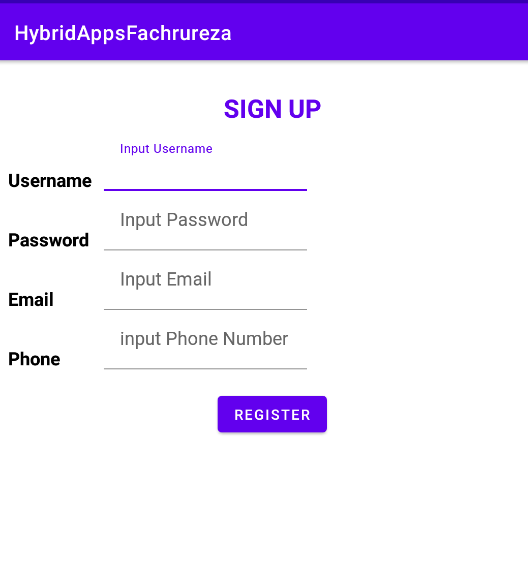 HybridAppsFachrureza
SIGN UP
Input Username
Username
Input Password
Password
Input Email
Email
input Phone Number
Phone
REGISTER